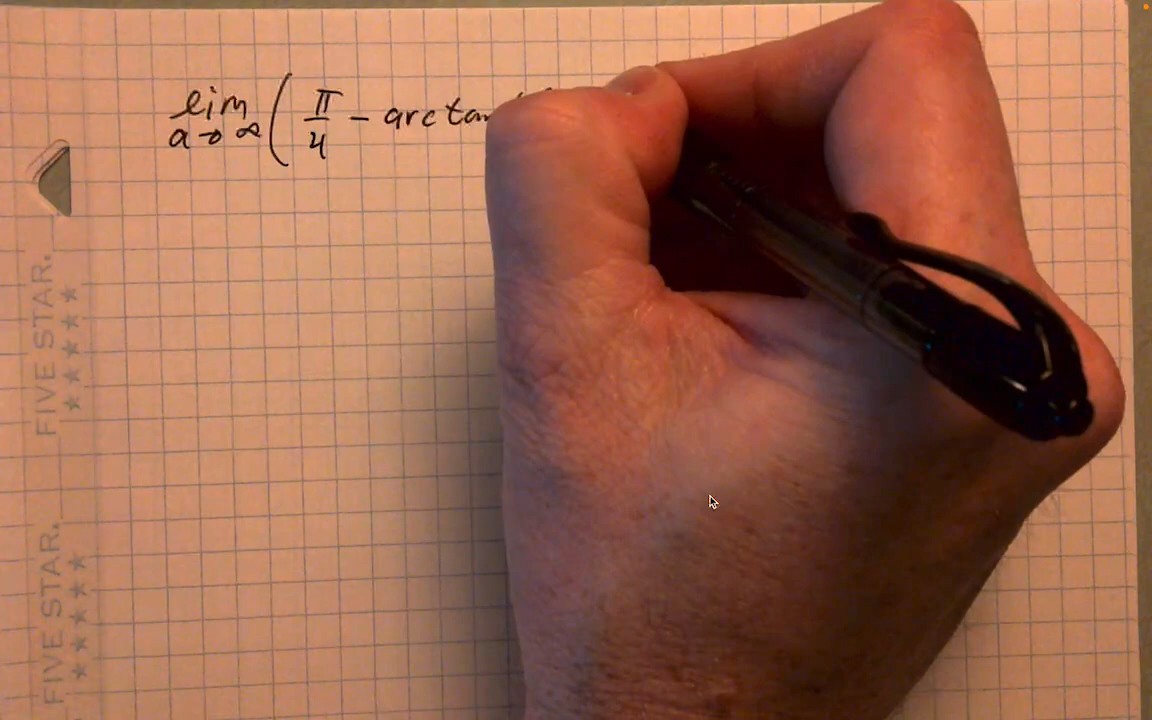 lim a→∞ ( π/4 - arctan
FIVE STAR.
FIVE STAR.